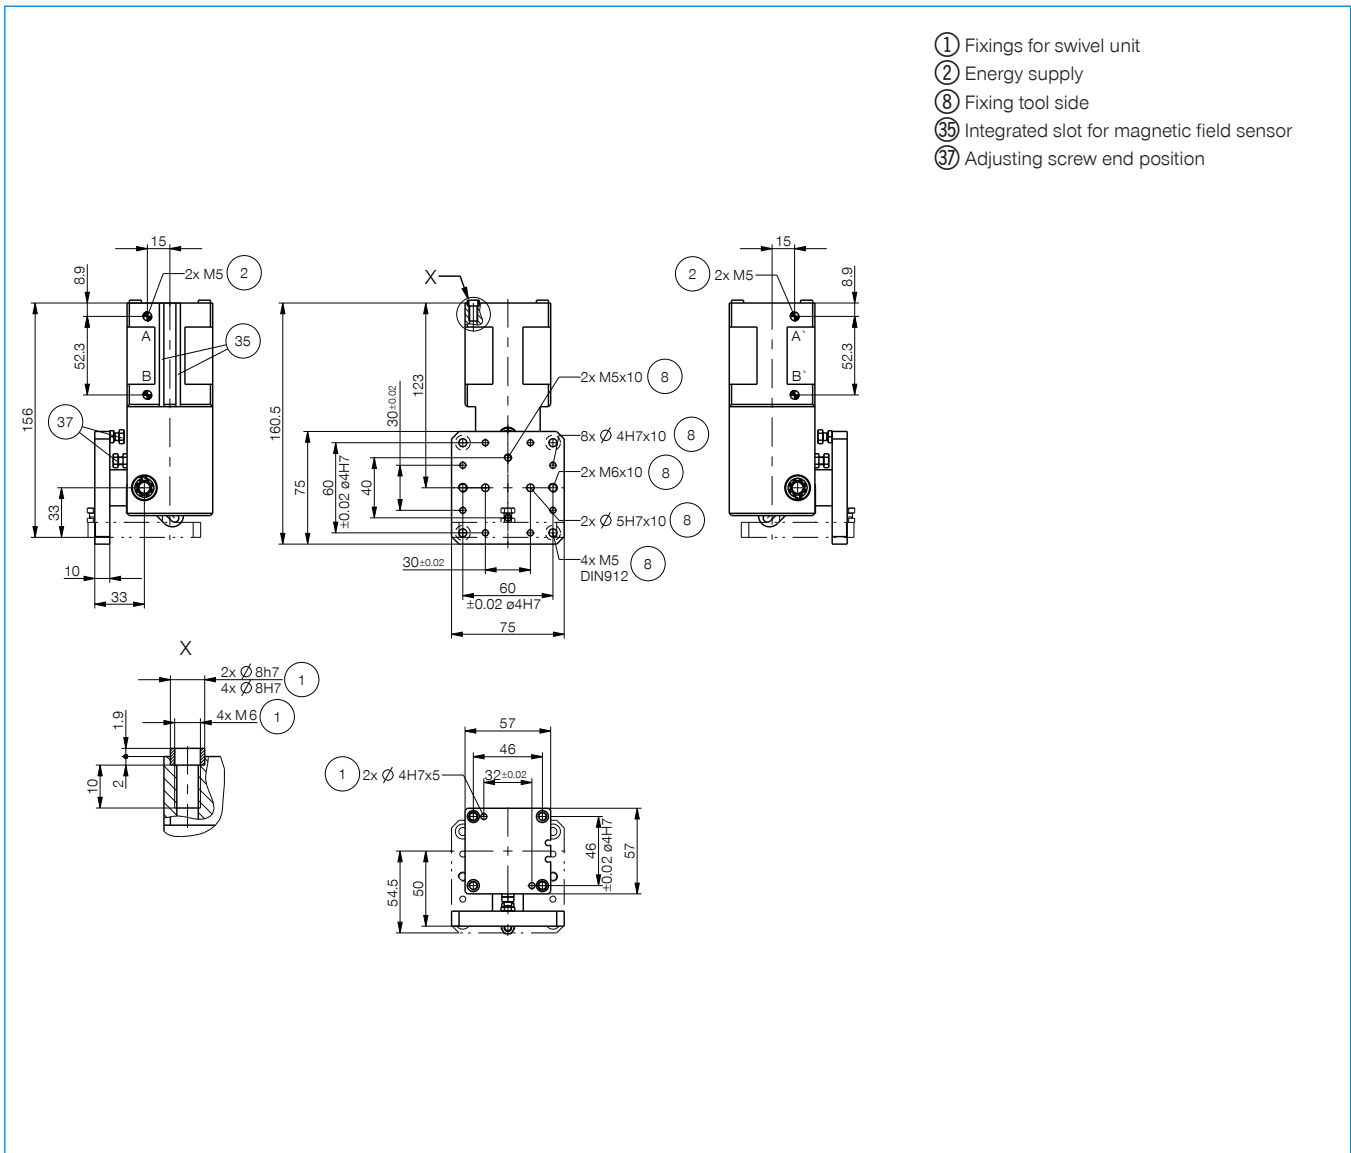 1 Fixings for swivel unit
2 Energy supply
8 Fixing tool side
35 Integrated slot for magnetic field sensor
37 Adjusting screw end position
15
8.9
2x M5 2
A
B
35
52.3
156
37
33
10
33
X
160.5
123
30±0.02
75
60
±0.02 ø4H7
40
2x M5x10 8
8x Ø 4H7x10 8
2x M6x10 8
2x Ø 5H7x10 8
4x M5 8
DIN912
30±0.02
60
±0.02 ø4H7
75
15
2 2x M5
8.9
A`
B`
52.3
X
2x Ø 8h7
4x Ø 8H7
1
4x M6 1
1.9
10
2
57
46
32±0.02
1 2x Ø 4H7x5
46
±0.02 ø4H7
57
54.5
50